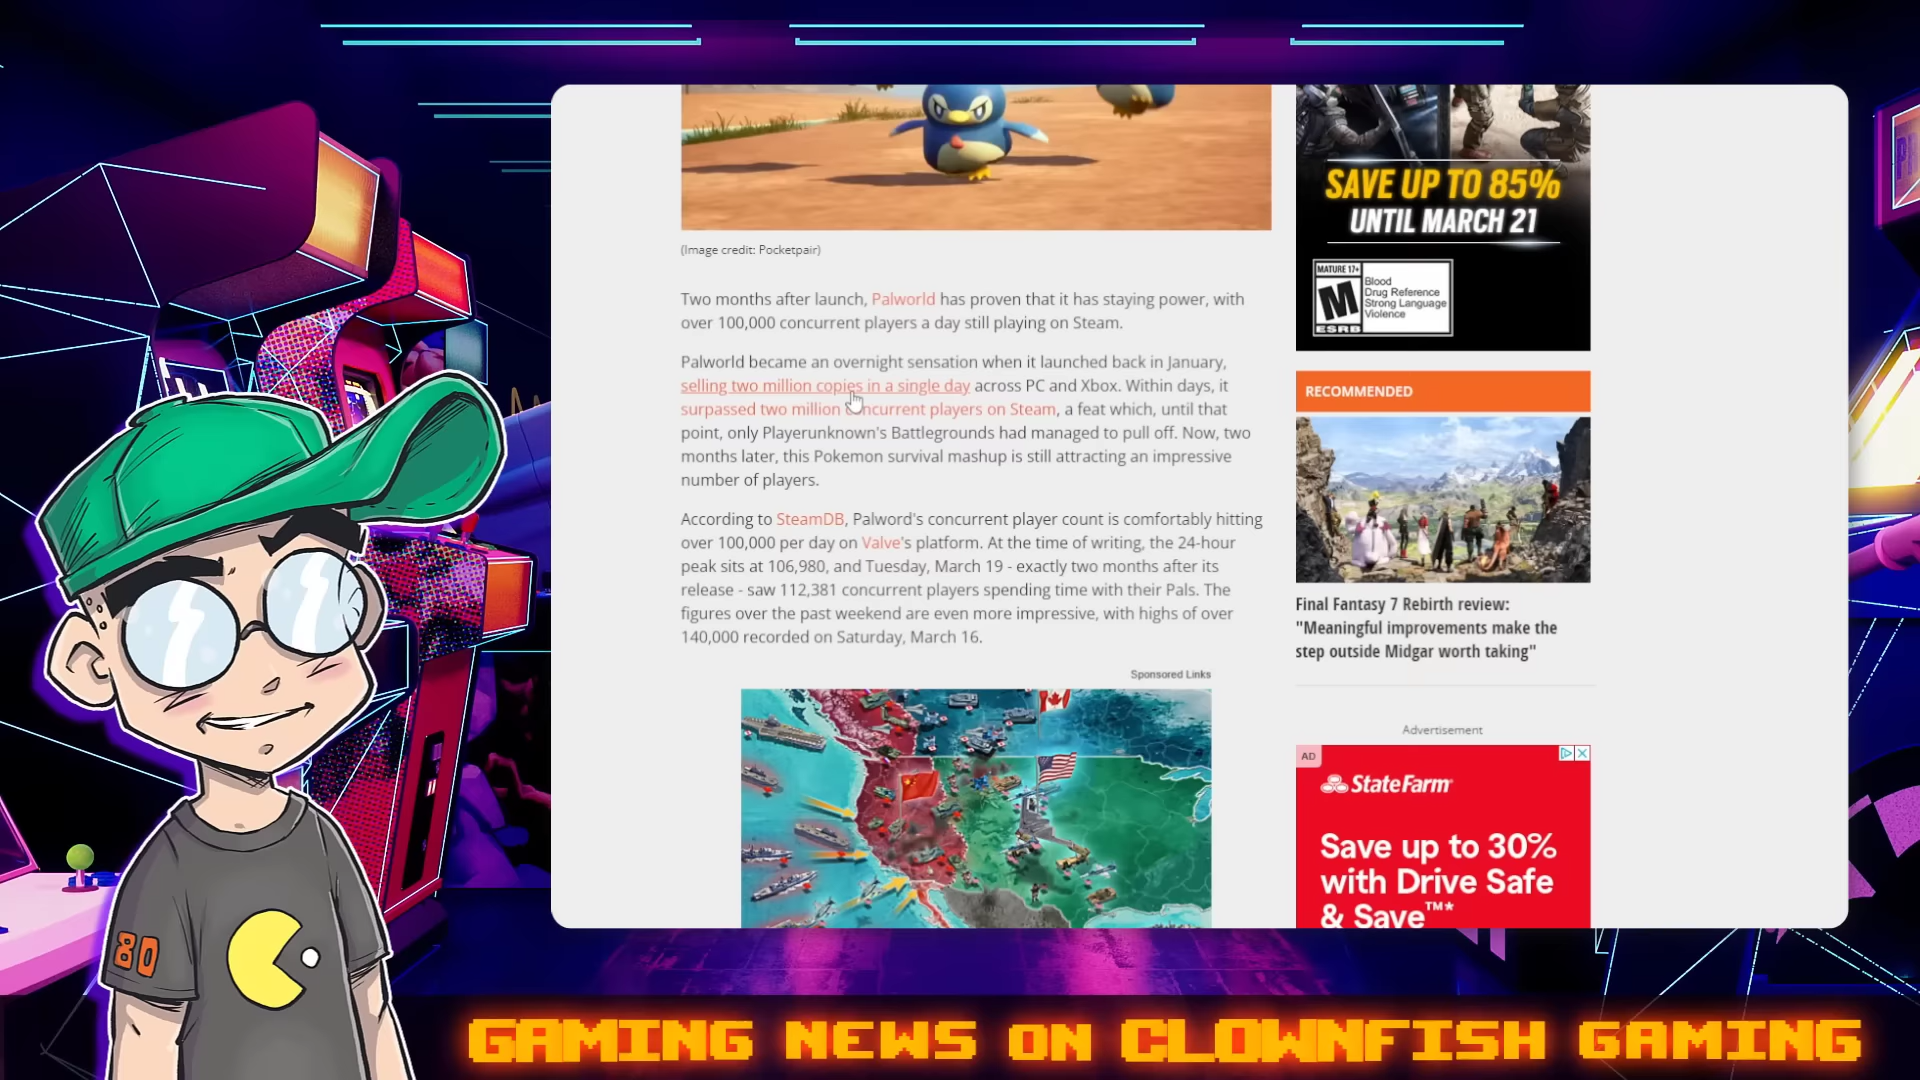 (Image credit: Pocketpair)
Two months after launch, Palworld has proven that it has staying power, with
over 100,000 concurrent players a day still playing on Steam.
Palworld became an overnight sensation when it launched back in January,
selling two million copies in a single day across PC and Xbox. Within days, it
surpassed two million concurrent players on Steam, a feat which, until that
point, only Playerunknown's Battlegrounds had managed to pull off. Now, two
months later, this Pokemon survival mashup is still attracting an impressive
number of players.
According to SteamDB, Palword's concurrent player count is comfortably hitting
over 100,000 per day on Valve's platform. At the time of writing, the 24-hour
peak sits at 106,980, and Tuesday, March 19 - exactly two months after its
release - saw 112,381 concurrent players spending time with their Pals. The
figures over the past weekend are even more impressive, with highs of over
140,000 recorded on Saturday, March 16.
Sponsored Links
SAVE UP TO 85%
UNTIL MARCH 21
MATURE 17+
M
ESRB
Blood
Drug Reference
Strong Language
Violence
RECOMMENDED
Final Fantasy 7 Rebirth review:
"Meaningful improvements make the
step outside Midgar worth taking"
Advertisement
AD
StateFarm
Save up to 30%
with Drive Safe
& Save™*
80
GAMING NEWS ON CLOWNFISH GAMING